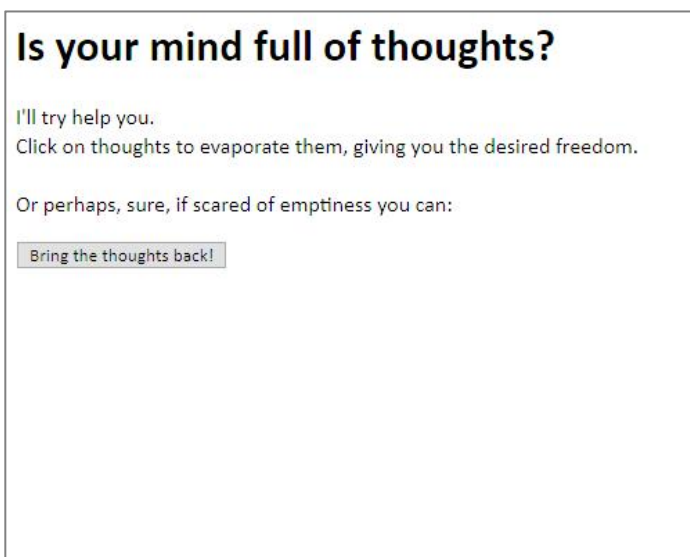 Is your mind full of thoughts?
I'll try help you.
Click on thoughts to evaporate them, giving you the desired freedom.
Or perhaps, sure, if scared of emptiness you can:
Bring the thoughts back!